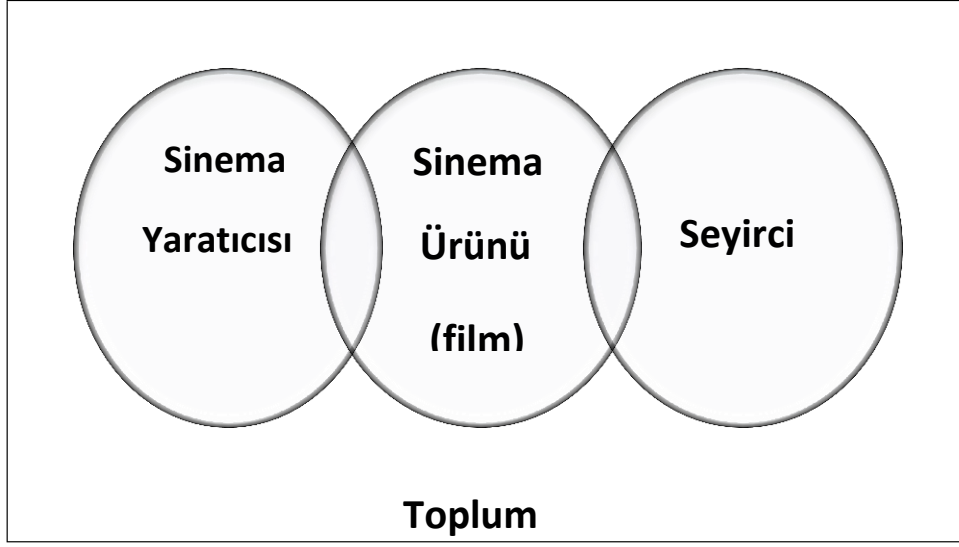 Sinema
Yaratıcısı
Sinema
Ürünü
(film)
Seyirci
Toplum